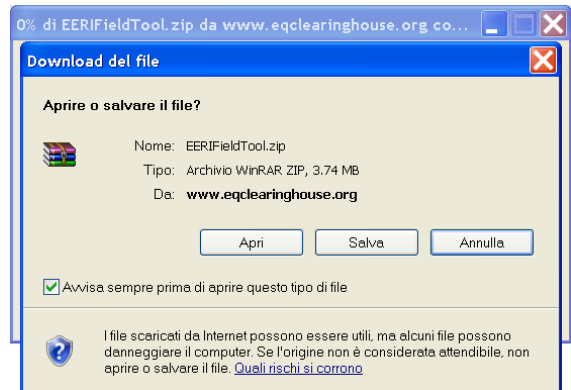 0% di EERIFieldTool.zip da www.eqclearinghouse.org co...
Download del file
Aprire o salvare il file?
Nome: EERIFieldTool.zip
Tipo: Archivio WinRAR ZIP, 3.74 MB
Da: www.eqclearinghouse.org
Apri Salva Annulla
Avvisa sempre prima di aprire questo tipo di file
I file scaricati da Internet possono essere utili, ma alcuni file possono
danneggiare il computer. Se l'origine non è considerata attendibile, non
aprire o salvare il file. Quali rischi si corrono